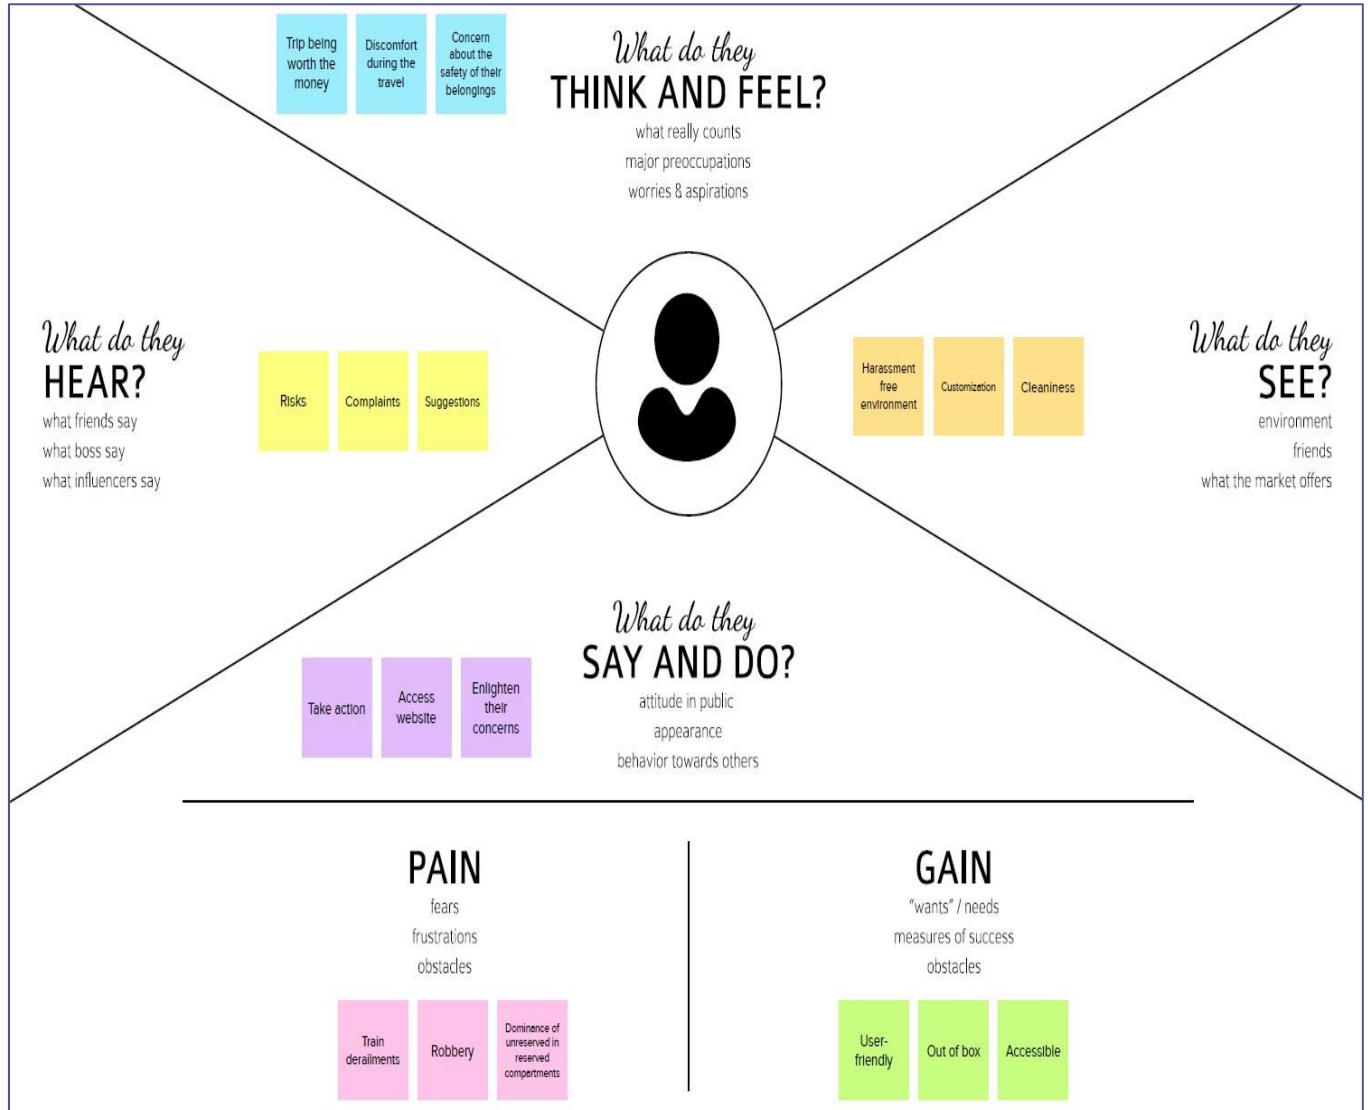 Trip being
worth the
money
Discomfort
during the
travel
Concern
about the
safety of their
belongings
What do they
THINK AND FEEL?
what really counts
major preoccupations
worries & aspirations
What do they
HEAR?
what friends say
what boss say
what influencers say
Risks
Complaints
Suggestions
Harassment
free
environment
Customization
Cleaniness
What do they
SEE?
environment
friends
what the market offers
What do they
SAY AND DO?
attitude in public
appearance
behavior towards others
Take action
Access
website
Enlighten
their
concerns
PAIN
fears
frustrations
obstacles
Train
derailments
Robbery
Dominance of
unreserved in
reserved
compartments
GAIN
"wants" / needs
measures of success
obstacles
User-
friendly
Out of box
Accessible